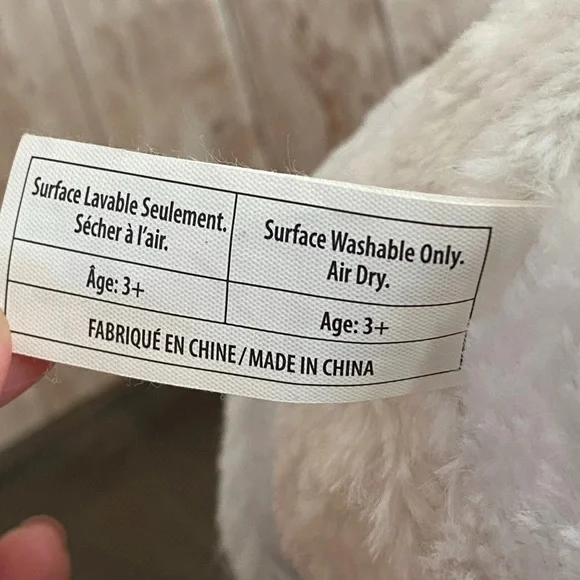 Surface Lavable Seulement.
Sécher à l'air.
Surface Washable Only.
Air Dry.
Âge: 3+
Age: 3+
FABRIQUÉ EN CHINE / MADE IN CHINA